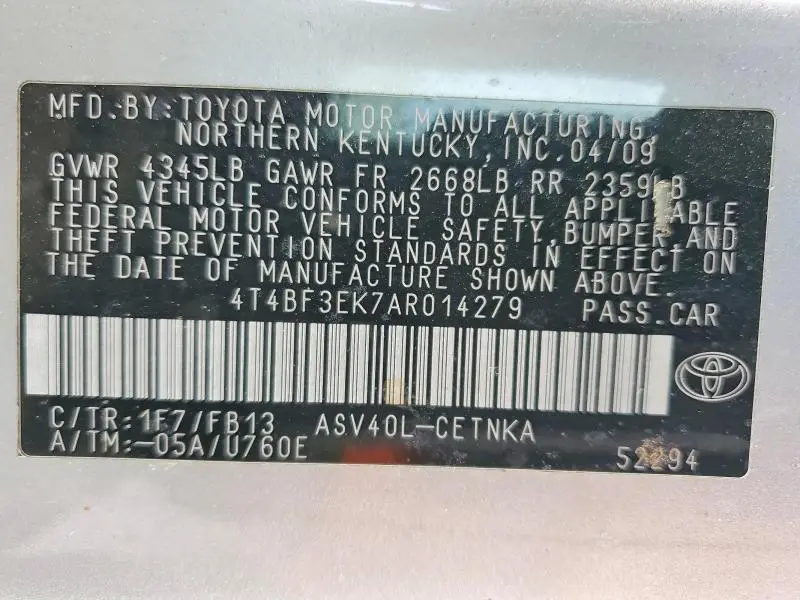 MFD. BY: TOYOTA MOTOR MANUFACTURING,
NORTHERN KENTUCKY, INC. 04/09
GVWR 4345LB GAWR FR 2668LB RR 2359LB
THIS VEHICLE CONFORMS TO ALL APPLICABLE
FEDERAL MOTOR VEHICLE SAFETY, BUMPER, AND
THEFT PREVENTION STANDARDS IN EFFECT ON
THE DATE OF MANUFACTURE SHOWN ABOVE.
4T4BF3EK7AR014279 PASS. CAR
C/TR: 1F7/FB13 ASV40L-CETNKA
A/TM: -05A/U760E
52294